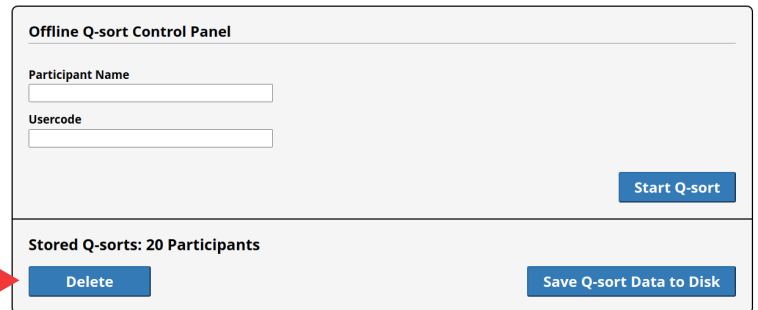 Offline Q-sort Control Panel
Participant Name
Usercode
Start Q-sort
Stored Q-sorts: 20 Participants
Delete
Save Q-sort Data to Disk